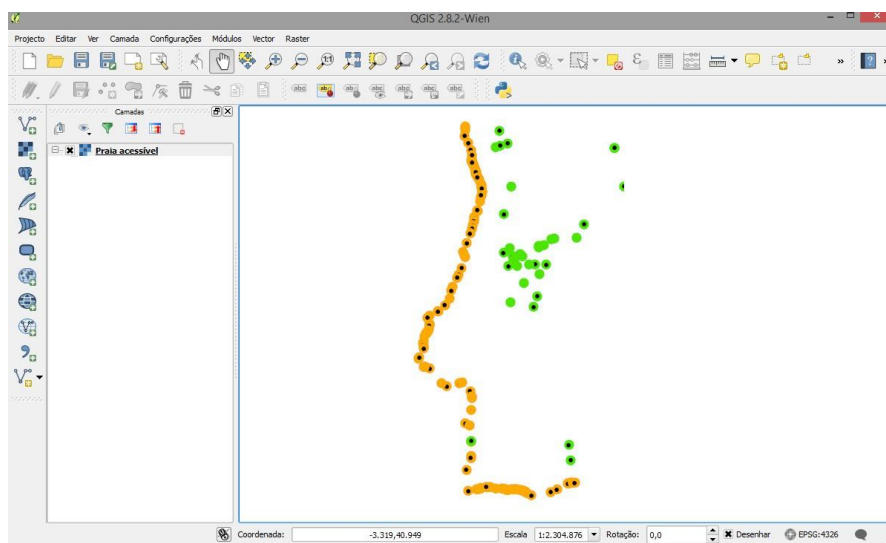 QGIS 2.8.2-Wien
Projecto Editar Ver Camada Configurações Módulos Vector Raster
Camadas
Praia acessível
Coordenada: -3.319,40.949 Escala 1:2.304.876 Rotação: 0,0 Desenhar EPSG:4326